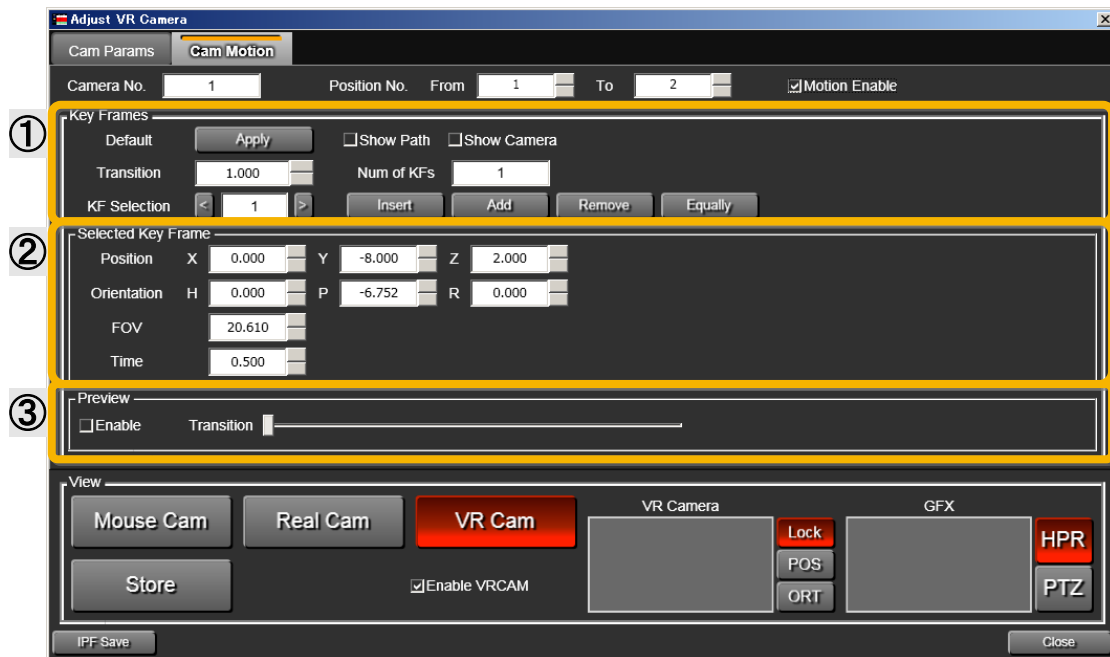 Adjust VR Camera
Cam Params Cam Motion
Camera No. 1 Position No. From 1 To 2 Motion Enable
①
Key Frames
Default Apply Show Path Show Camera
Transition 1.000 Num of KFs 1
KF Selection < 1 > Insert Add Remove Equally
②
Selected Key Frame
Position X 0.000 Y -8.000 Z 2.000
Orientation H 0.000 P -6.752 R 0.000
FOV 20.610
Time 0.500
③
Preview
Enable Transition
View
Mouse Cam Real Cam VR Cam VR Camera GFX
Lock HPR
POS
Store Enable VRCAM ORT PTZ
IPF Save Close